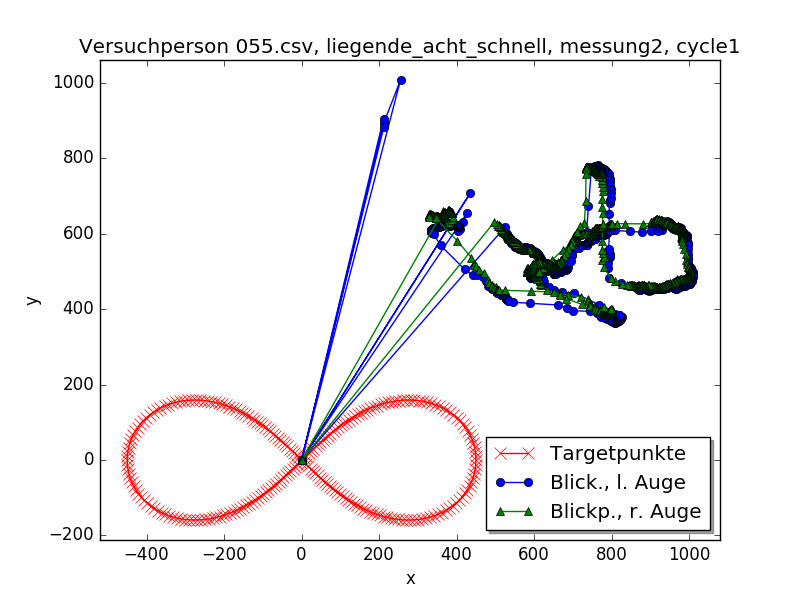 Versuchperson 055.csv, liegende_acht_schnell, messung2, cycle1
1000
800
600
400
200
0
−200
y
−400
−200
0
200
400
600
800
1000
x
Targetpunkte
Blick., l. Auge
Blickp., r. Auge